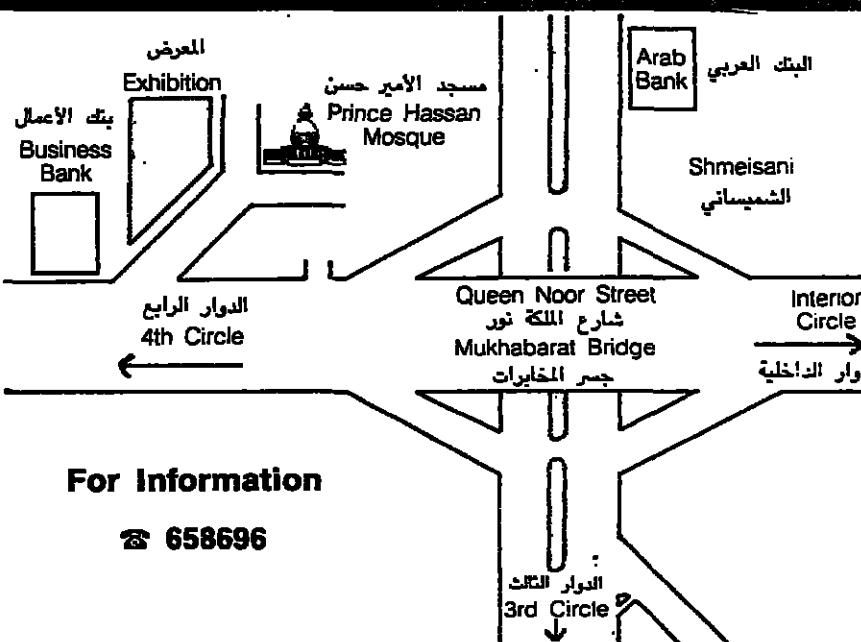 المعرض
Exhibition
بنك الأعمال
Business
Bank
مسجد الأمير حسن
Prince Hassan
Mosque
Arab
Bank
البنك العربي
Shmeisani
الشميساني
الدوار الرابع
4th Circle
Queen Noor Street
شارع الملكة نور
Mukhabarat Bridge
جسر المخابرات
Interior
Circle
وار الداخلية
For Information
☎ 658696
الدوار الثالث
3rd Circle